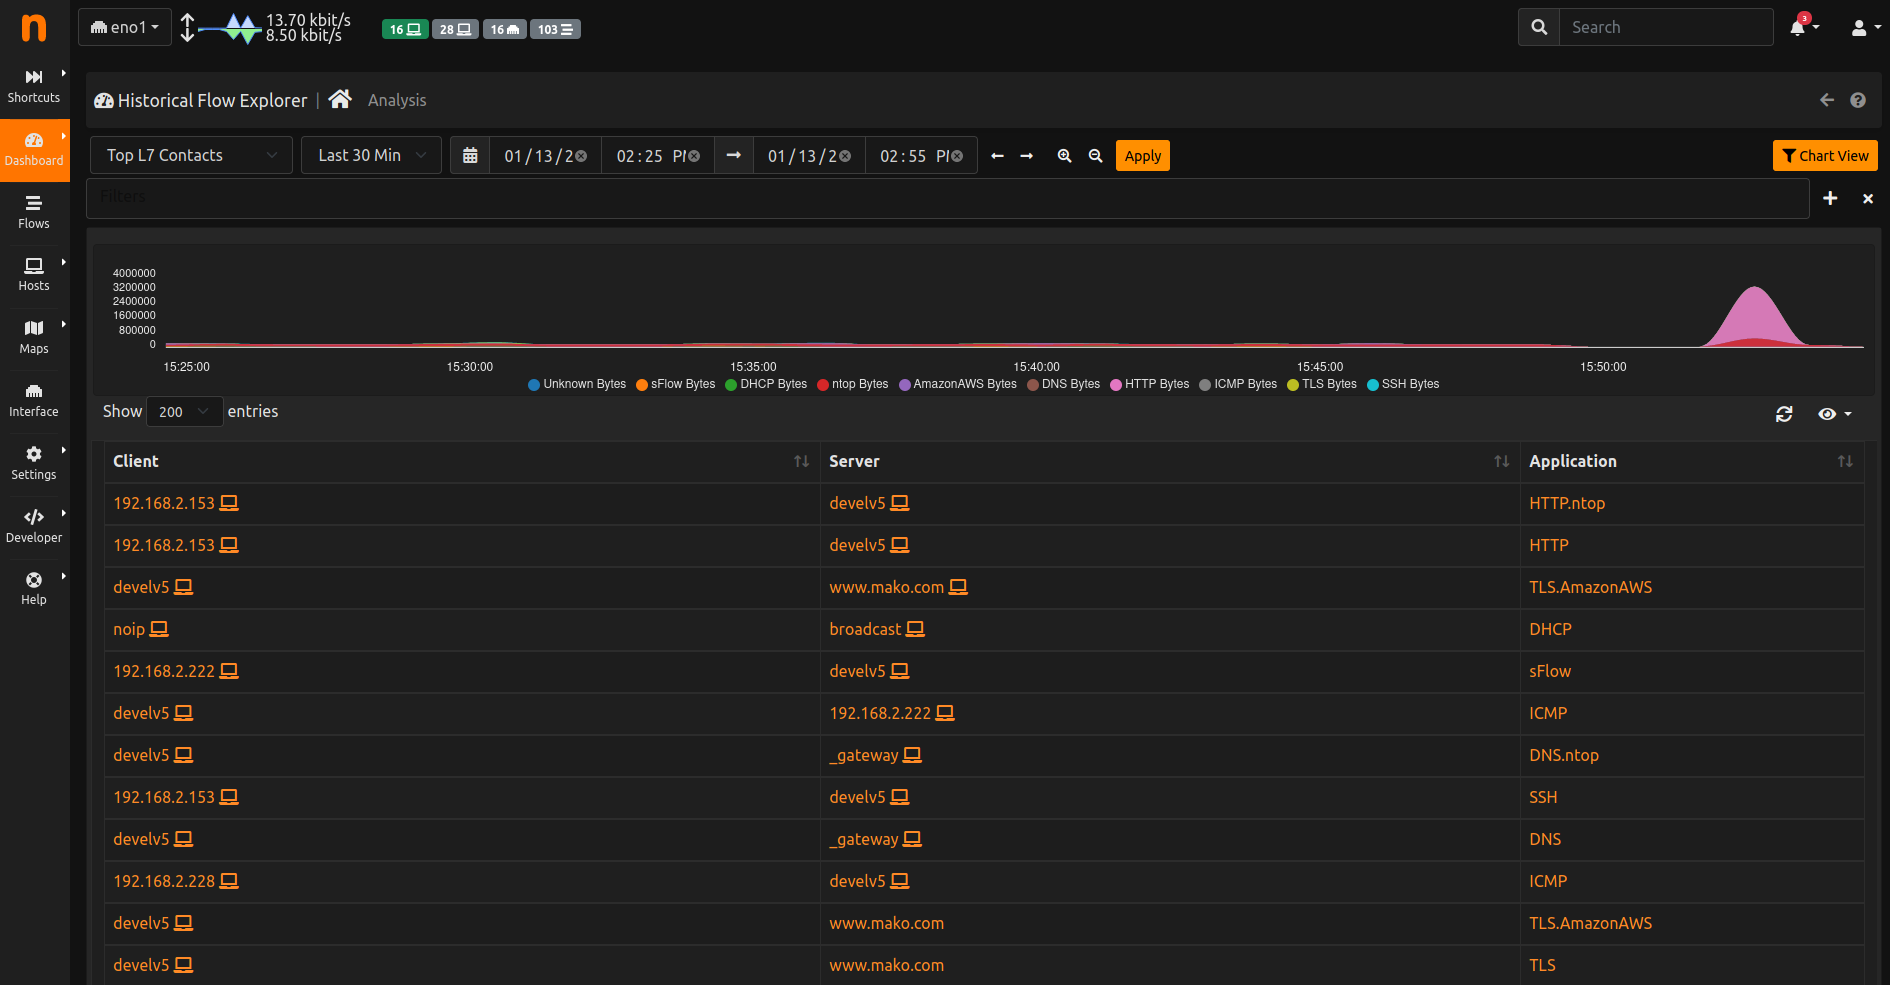 n
eno1
13.70 kbit/s
8.50 kbit/s
16
28
16
103
Search
3
Shortcuts
Dashboard
Flows
Hosts
Maps
Interface
Settings
Developer
Help
Historical Flow Explorer | Analysis
Top L7 Contacts
Last 30 Min
01/13/2
02:25 P
01/13/2
02:55 P
Apply
Chart View
Filters
4000000
3200000
2400000
1600000
800000
0
15:25:00 15:30:00 15:35:00 15:40:00 15:45:00 15:50:00
Unknown Bytes sFlow Bytes DHCP Bytes ntop Bytes AmazonAWS Bytes DNS Bytes HTTP Bytes ICMP Bytes TLS Bytes SSH Bytes
Show 200 entries
Client Server Application
192.168.2.153 develv5 HTTP.ntop
192.168.2.153 develv5 HTTP
develv5 www.mako.com TLS.AmazonAWS
noip broadcast DHCP
192.168.2.222 develv5 sFlow
develv5 192.168.2.222 ICMP
develv5 _gateway DNS.ntop
192.168.2.153 develv5 SSH
develv5 _gateway DNS
192.168.2.228 develv5 ICMP
develv5 www.mako.com TLS.AmazonAWS
develv5 www.mako.com TLS